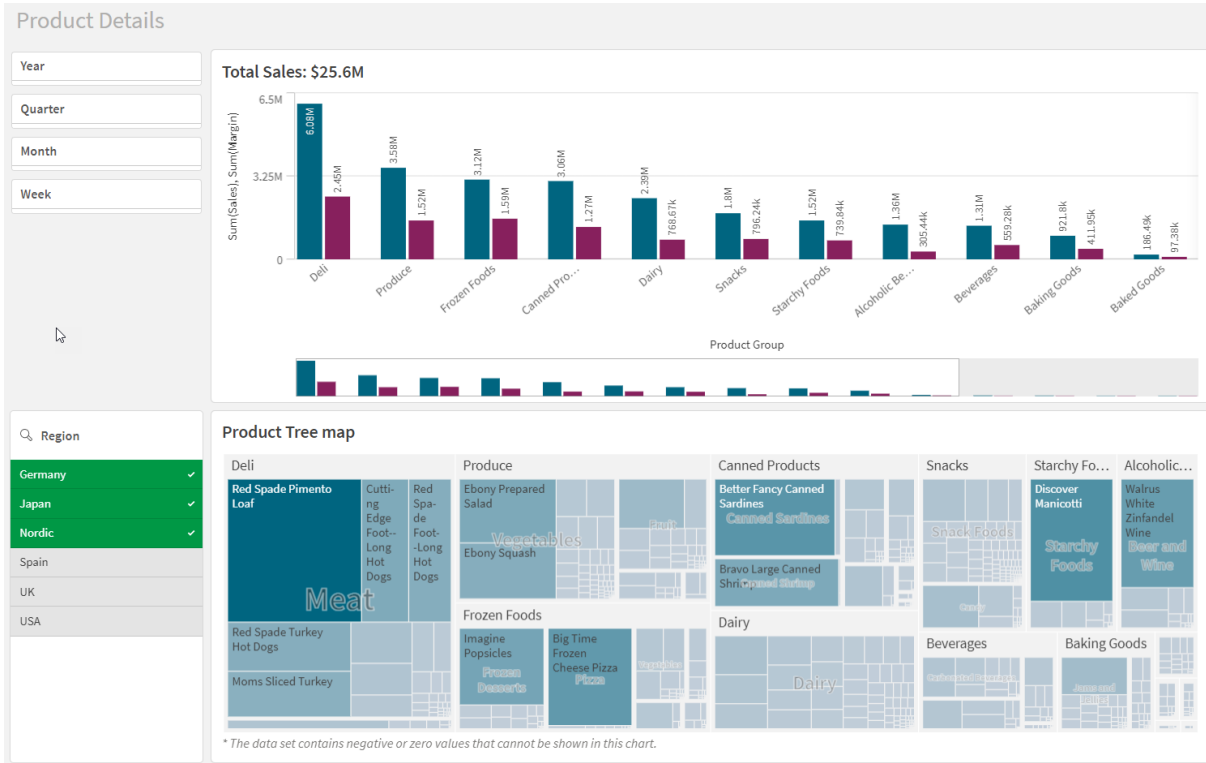 Product Details
Year
Quarter
Month
Week
Total Sales: $25.6M
Sum(Sales), Sum(Margin)
6.5M
3.25M
0
6.08M
2.45M
3.58M
1.52M
3.12M
1.59M
3.06M
1.27M
2.39M
768.67k
1.8M
796.24k
1.52M
739.84k
1.36M
305.44k
1.31M
559.28k
921.8k
411.95k
186.49k
97.38k
Deli
Produce
Frozen Foods
Canned Pro...
Dairy
Snacks
Starchy Foods
Alcoholic Be...
Beverages
Baking Goods
Baked Goods
Product Group
Region
Germany
Japan
Nordic
Spain
UK
USA
Product Tree map
Deli
Red Spade Pimento
Loaf
Cutti-
ng
Edge
Foot--
Long
Hot
Dogs
Red
Spa-
de
Foot-
-Long
Hot
Dogs
Meat
Red Spade Turkey
Hot Dogs
Moms Sliced Turkey
Produce
Ebony Prepared
Salad
Vegetables
Ebony Squash
Fruit
Frozen Foods
Imagine
Popsicles
Frozen
Desserts
Big Time
Frozen
Cheese Pizza
Pizza
Vegetables
Canned Products
Better Fancy Canned
Sardines
Canned Sardines
Bravo Large Canned
Shrimp
Canned Shrimp
Dairy
Dairy
Snacks
Snack Foods
Candy
Starchy Fo...
Discover
Manicotti
Starchy
Foods
Alcoholic...
Walrus
White
Zinfandel
Wine
Beer and
Wine
Beverages
Carbonated Beverages
Baking Goods
Jams and
* The data set contains negative or zero values that cannot be shown in this chart.